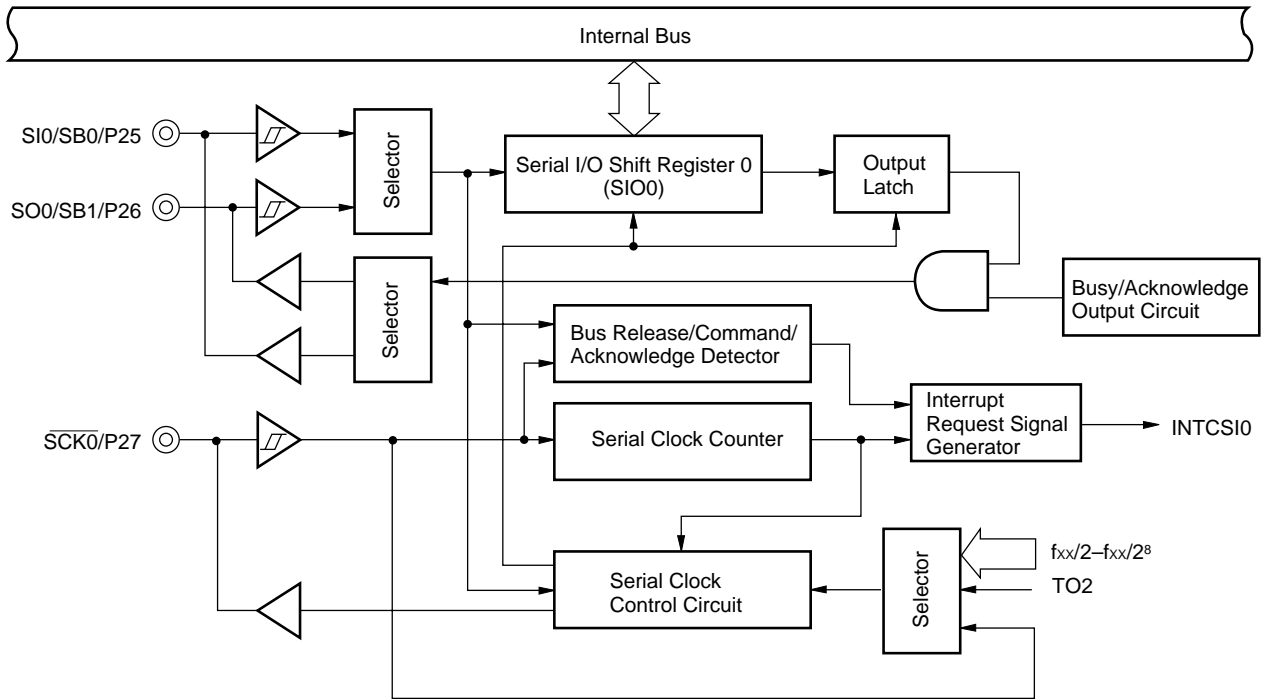 Internal Bus
SI0/SB0/P25
Selector
Serial I/O Shift Register 0
(SIO0)
Output
Latch
SO0/SB1/P26
Selector
Busy/Acknowledge
Output Circuit
Bus Release/Command/
Acknowledge Detector
SCK0/P27
Serial Clock Counter
Interrupt
Request Signal
Generator
INTCSI0
Serial Clock
Control Circuit
Selector
fxx/2–fxx/2⁸
TO2